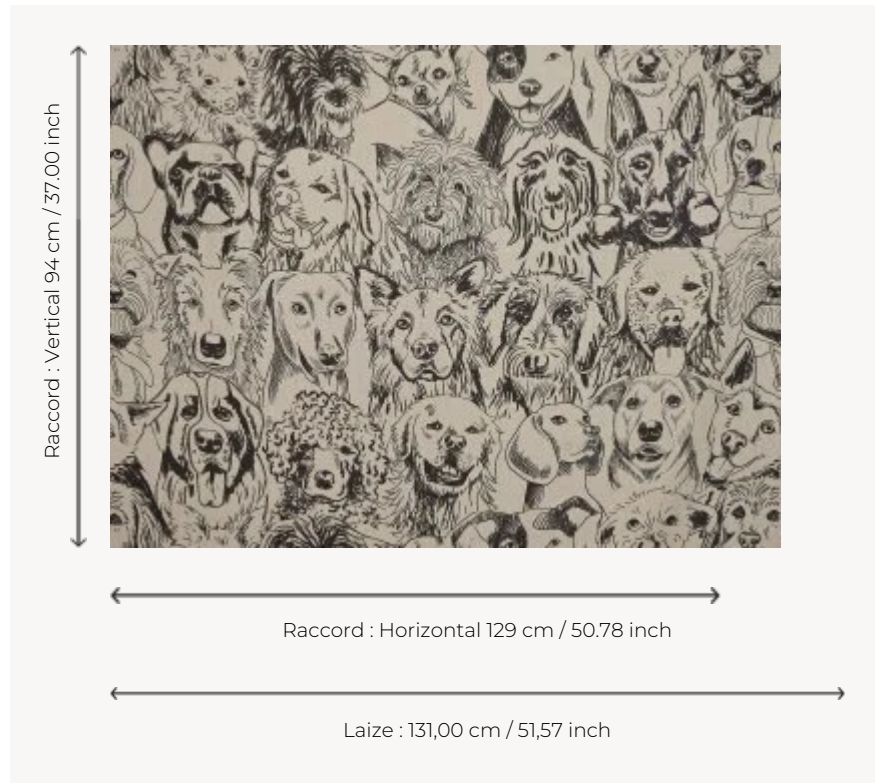 Raccord : Vertical 94 cm / 37.00 inch
Raccord : Horizontal 129 cm / 50.78 inch
Laize : 131,00 cm / 51,57 inch